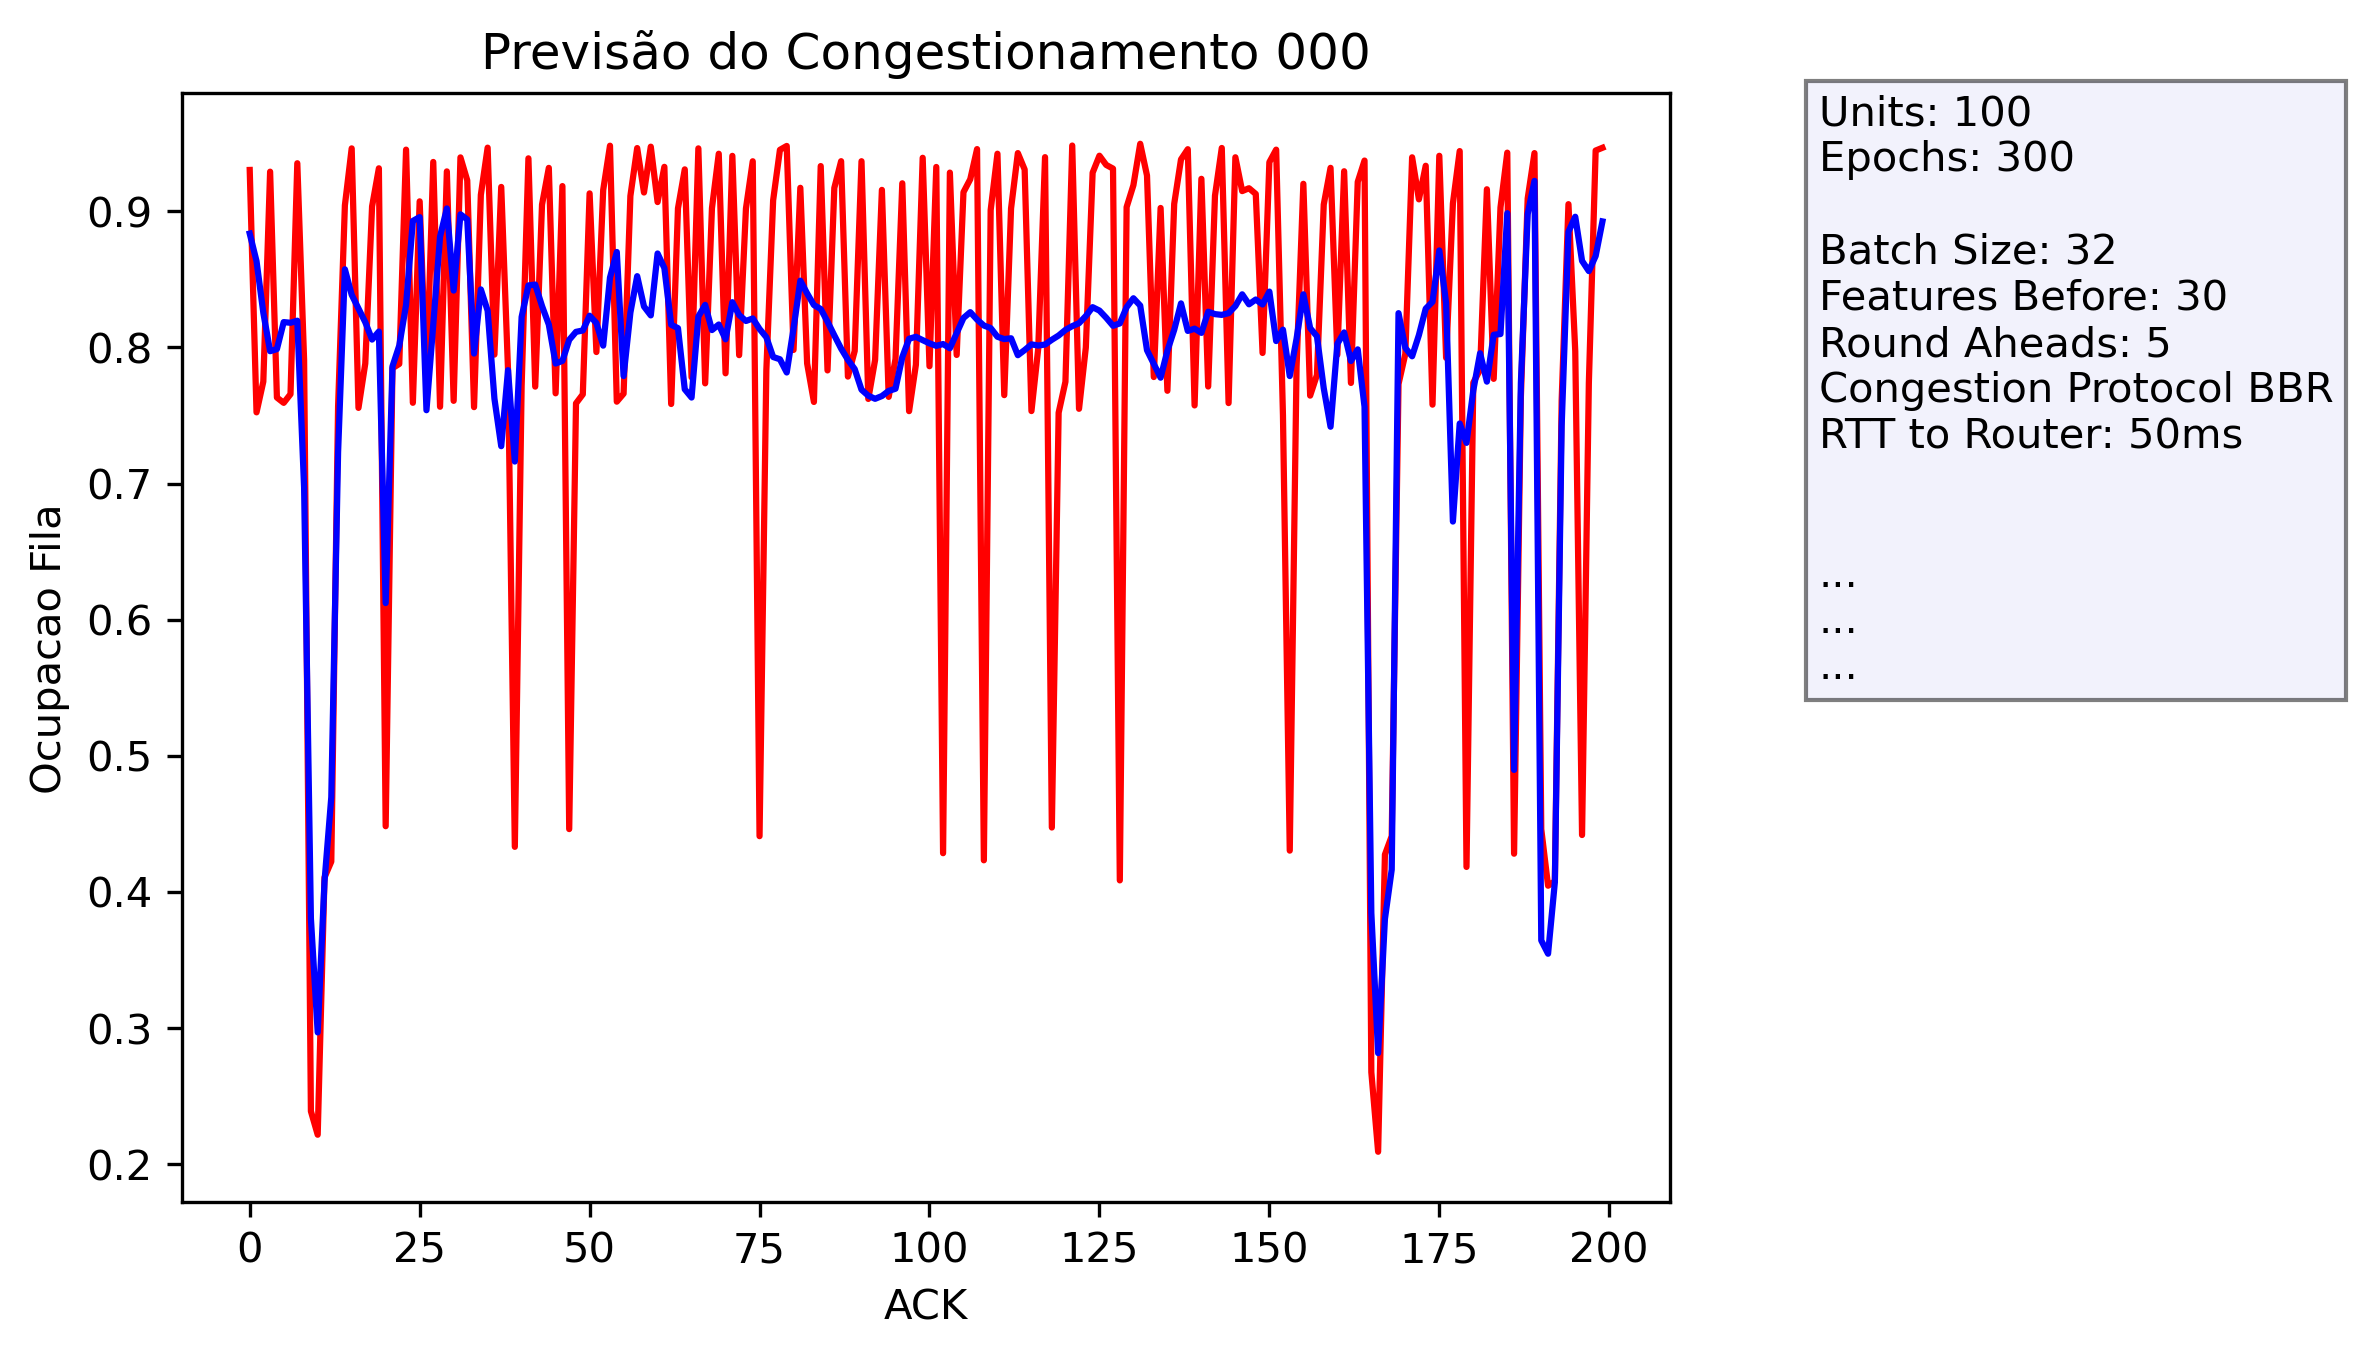 Previsão do Congestionamento 000
Units: 100
Epochs: 300
Batch Size: 32
Features Before: 30
Round Aheads: 5
Congestion Protocol BBR
RTT to Router: 50ms
...
...
...
Ocupacao Fila
0.9
0.8
0.7
0.6
0.5
0.4
0.3
0.2
0 25 50 75 100 125 150 175 200
ACK